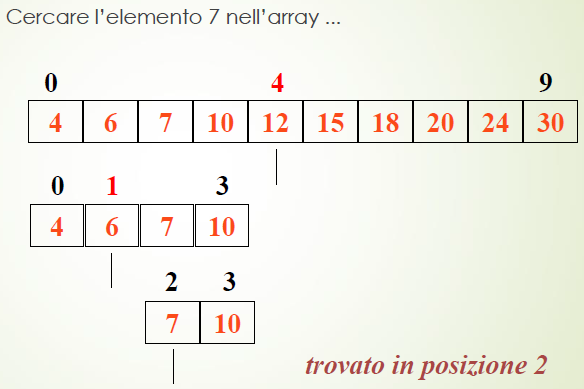 Cercare l'elemento 7 nell'array ...
0 4 9
4 6 7 10 12 15 18 20 24 30
0 1 3
4 6 7 10
2 3
7 10
trovato in posizione 2